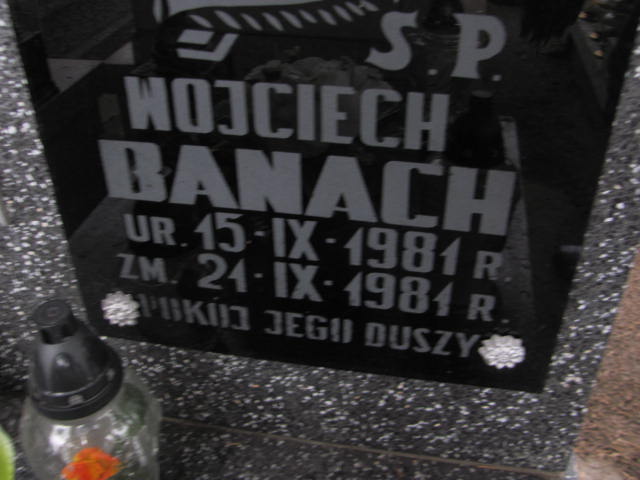 Ś.P.
WOJCIECH
BANACH
UR. 15-IX-1981 R.
ZM. 21-IX-1981 R.
POKÓJ JEGO DUSZY